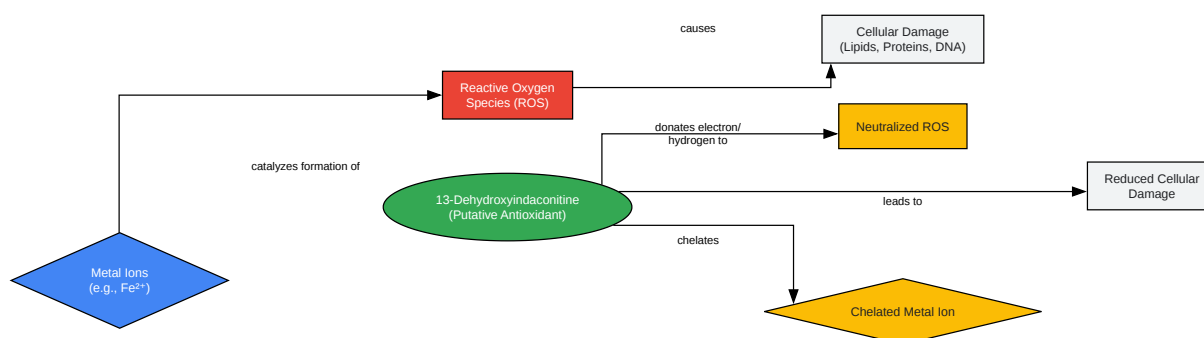 causes
Cellular Damage
(Lipids, Proteins, DNA)
Reactive Oxygen
Species (ROS)
donates electron/
hydrogen to
Neutralized ROS
catalyzes formation of
13-Dehydroxyindaconitine
(Putative Antioxidant)
Reduced Cellular
Damage
leads to
chelates
Metal Ions
(e.g., Fe²⁺)
Chelated Metal Ion